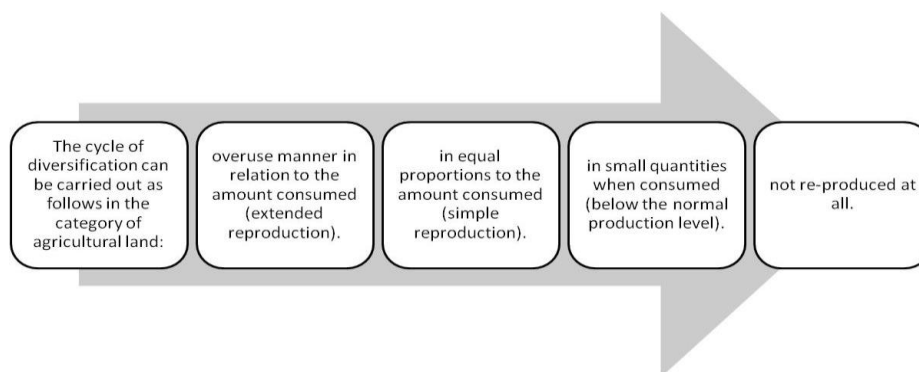 The cycle of
diversification can
be carried out as
follows in the
category of
agricultural land:
overuse manner in
relation to the
amount consumed
(extended
reproduction).
in equal
proportions to the
amount consumed
(simple
reproduction).
in small quantities
when consumed
(below the normal
production level).
not re-produced at
all.